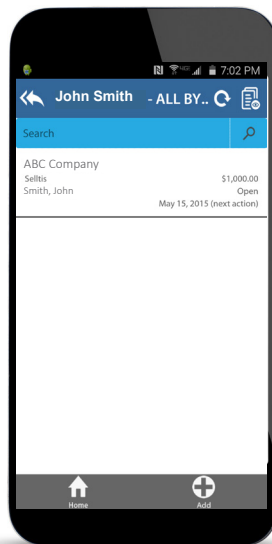 7:02 PM
John Smith - ALL BY..
Search
ABC Company
Selltis $1,000.00
Smith, John Open
May 15, 2015 (next action)
Home Add